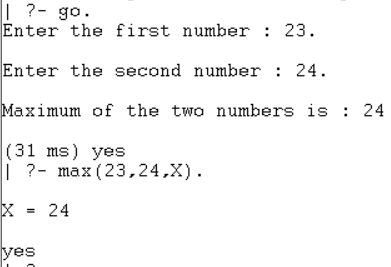 | ?- go.
Enter the first number : 23.
Enter the second number : 24.
Maximum of the two numbers is : 24
(31 ms) yes
| ?- max(23,24,X).
X = 24
yes